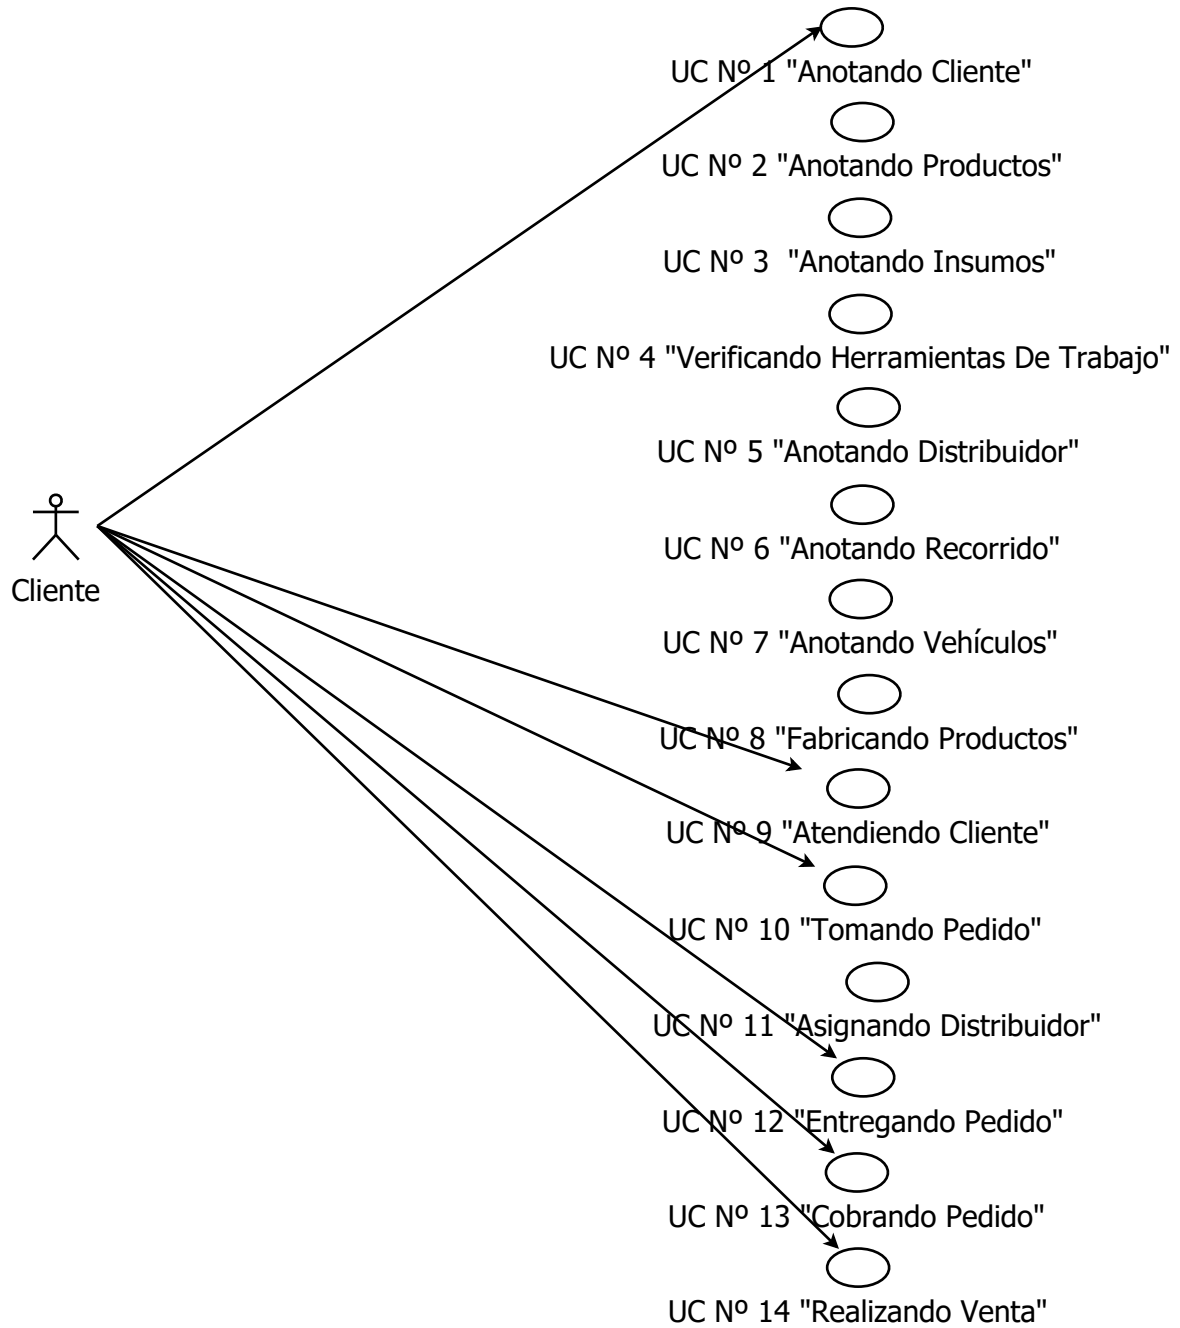 UC Nº 1 "Anotando Cliente"
UC Nº 2 "Anotando Productos"
UC Nº 3  "Anotando Insumos"
UC Nº 4 "Verificando Herramientas De Trabajo"
UC Nº 5 "Anotando Distribuidor"
UC Nº 6 "Anotando Recorrido"
Cliente
UC Nº 7 "Anotando Vehículos"
UC Nº 8 "Fabricando Productos"
UC Nº 9 "Atendiendo Cliente"
UC Nº 10 "Tomando Pedido"
UC Nº 11 "Asignando Distribuidor"
UC Nº 12 "Entregando Pedido"
UC Nº 13 "Cobrando Pedido"
UC Nº 14 "Realizando Venta"